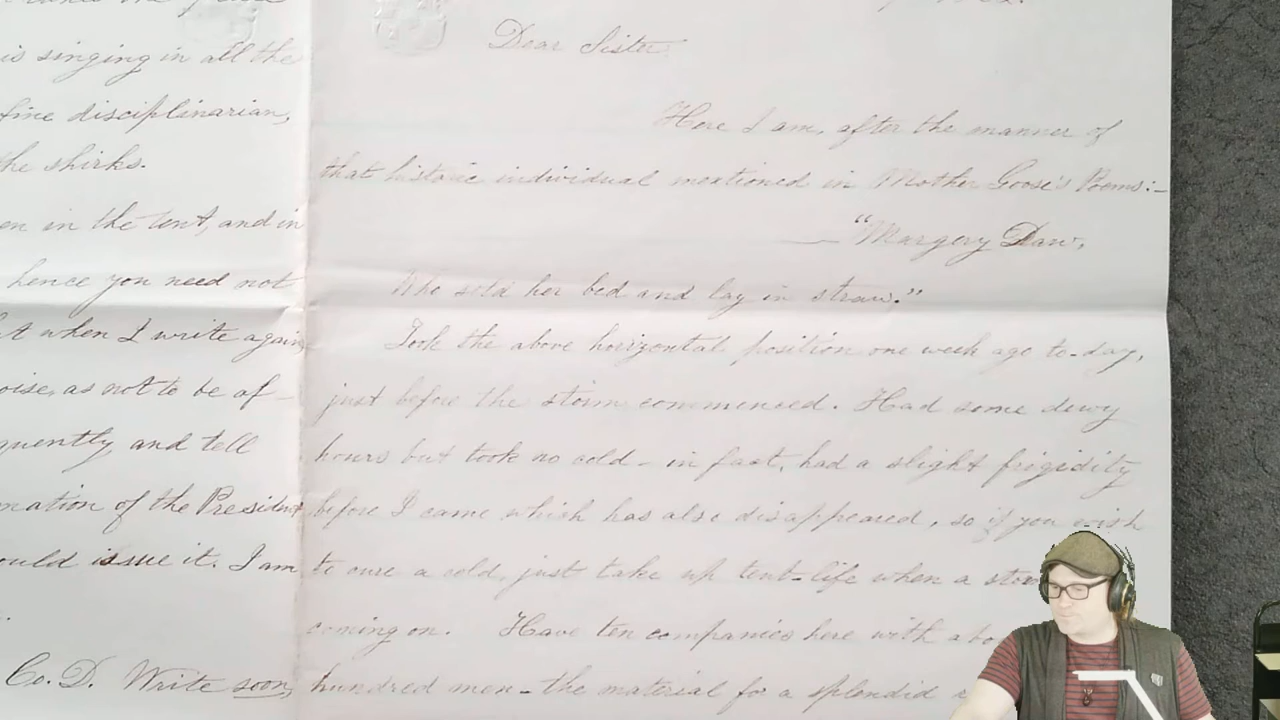 is singing in all the
fine disciplinarian,
the shirks.
en in the tent, and in
hence you need not
t when I write again
oise, as not to be af-
quently, and tell
mation of the President
ould issue it. I am
Co. D. Write soon,
Dear Sister
Here I am, after the manner of
that historic individual mentioned in Mother Goose's Poems:-
"Margery Daw,
Who sold her bed and lay in straw."
Took the above horizontal position one week ago to-day,
just before the storm commenced. Had some dewy
hours but took no cold - in fact, had a slight frigidity
before I came which has also disappeared, so if you wish
to cure a cold, just take up tent-life when a sto
coming on. Have ten companies here with abo
hundred men - the material for a splendid